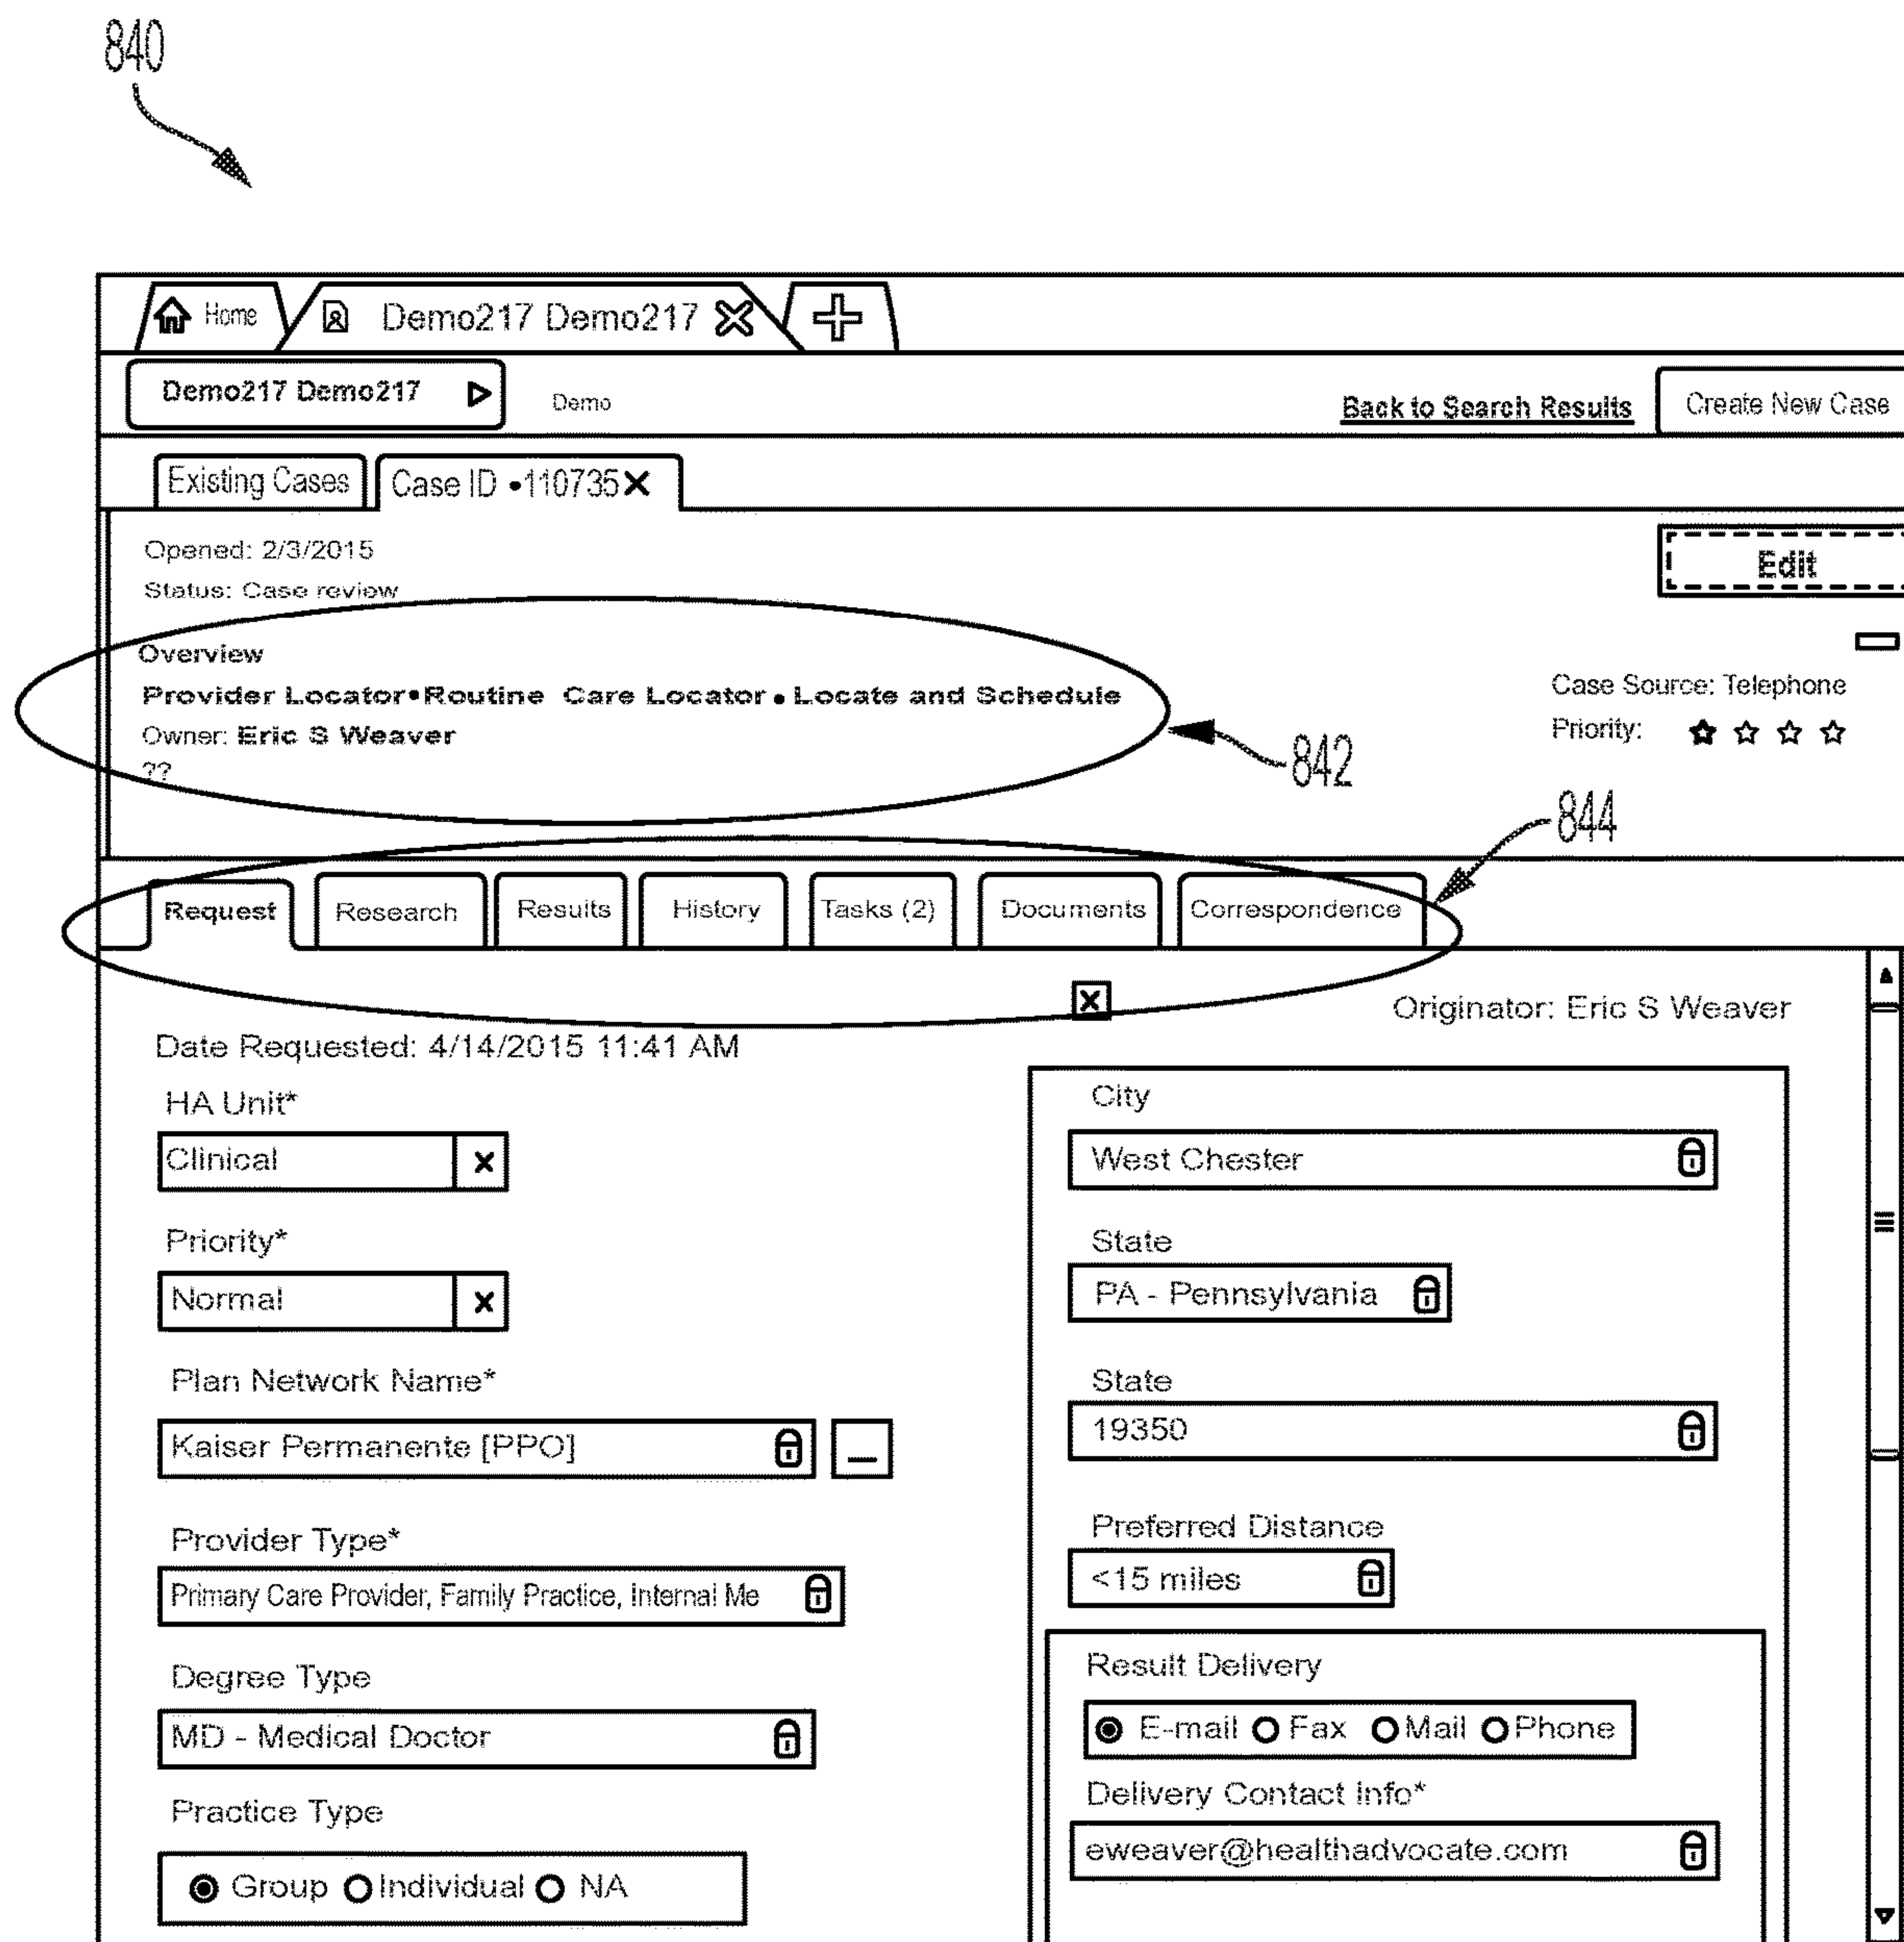 840
Home Demo217 Demo217
Demo217 Demo217 Demo Back to Search Results Create New Case
Existing Cases Case ID •110735 X
Opened: 2/3/2015 Edit
Status: Case review
Overview
Provider Locator•Routine Care Locator • Locate and Schedule Case Source: Telephone
Owner: Eric S Weaver Priority:
??
842
844
Request Research Results History Tasks (2) Documents Correspondence
Originator: Eric S Weaver
Date Requested: 4/14/2015 11:41 AM
HA Unit*
Clinical x
Priority*
Normal x
Plan Network Name*
Kaiser Permanente [PPO]
Provider Type*
Primary Care Provider, Family Practice, Internal Me
Degree Type
MD - Medical Doctor
Practice Type
Group Individual NA
City
West Chester
State
PA - Pennsylvania
State
19350
Preferred Distance
<15 miles
Result Delivery
E-mail Fax Mail Phone
Delivery Contact Info*
eweaver@healthadvocate.com